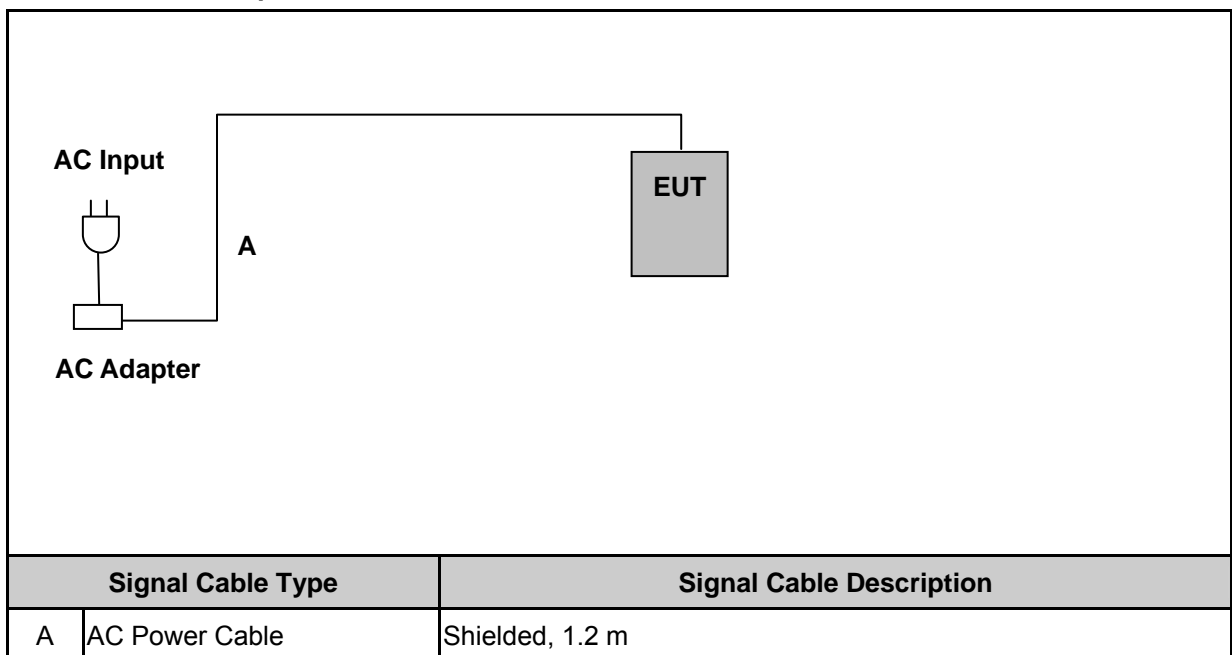 AC Input
EUT
A
AC Adapter
Signal Cable Type Signal Cable Description
A AC Power Cable Shielded, 1.2 m